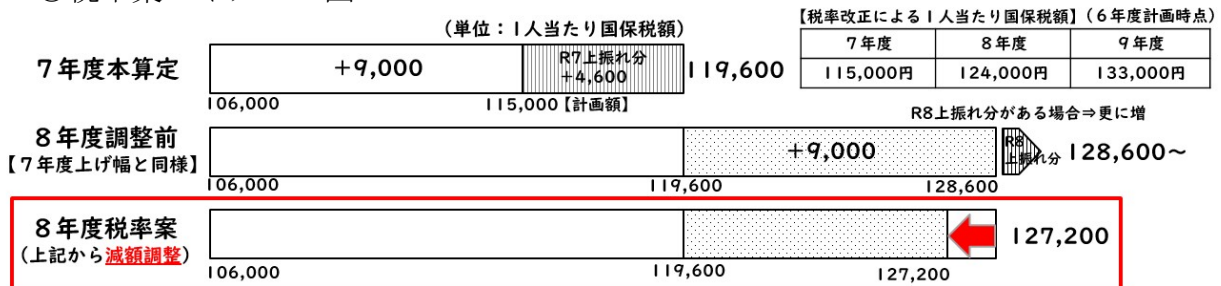 (単位：1人当たり国保税額)
【税率改正による1人当たり国保税額】(6年度計画時点)
7年度 8年度 9年度
115,000円 124,000円 133,000円
7年度本算定
+9,000
R7上振れ分
+4,600
119,600
106,000
115,000【計画額】
R8上振れ分がある場合⇒更に増
8年度調整前
【7年度上げ幅と同様】
+9,000
R8
上振れ分
128,600～
106,000
119,600
128,600
8年度税率案
(上記から減額調整)
127,200
106,000
119,600
127,200